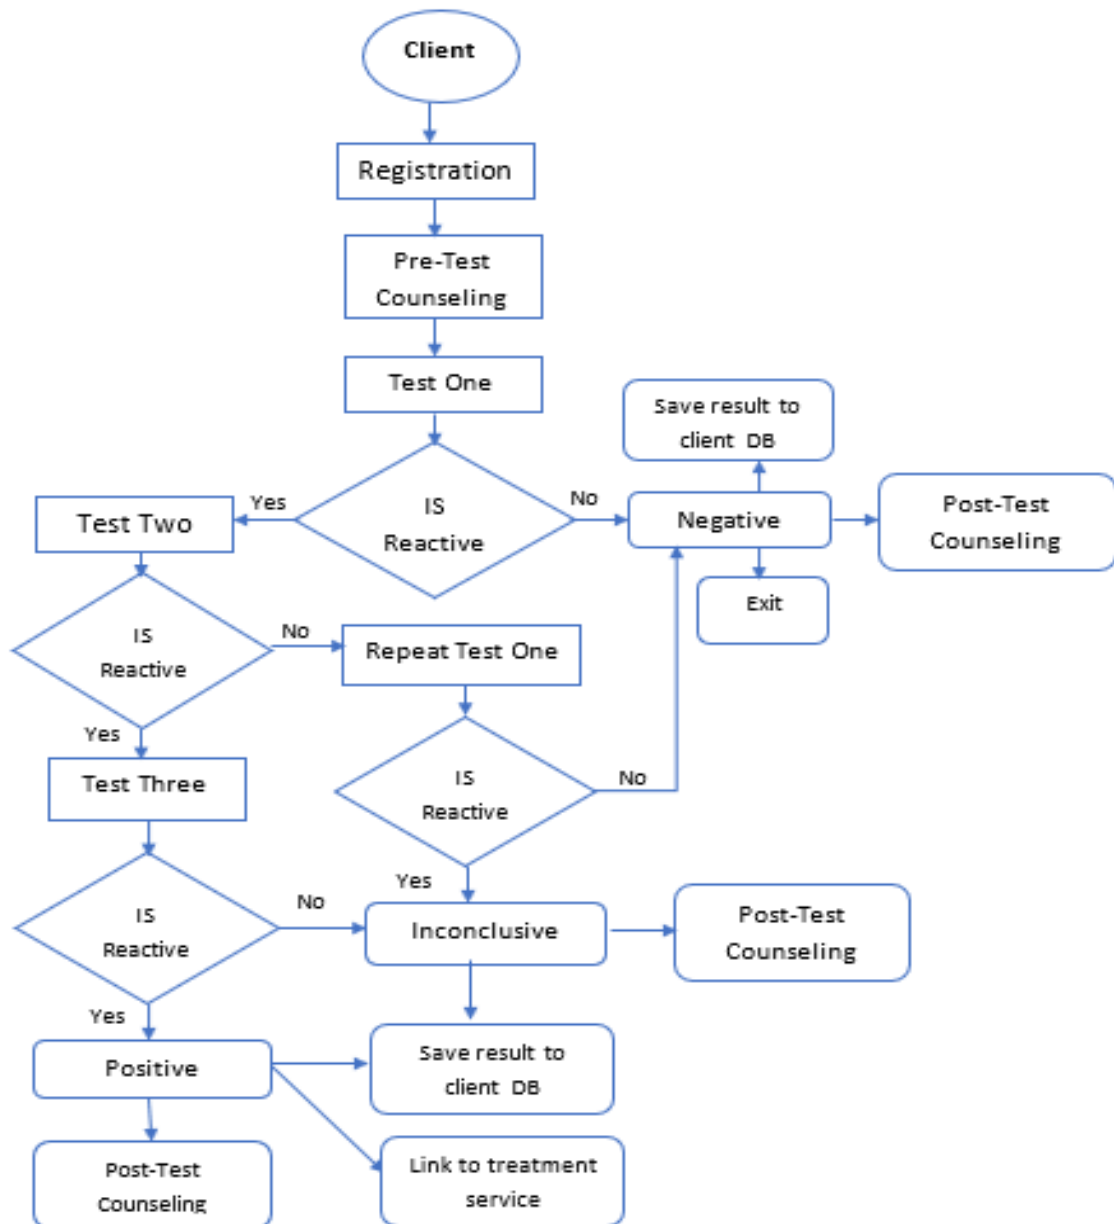 Client
Registration
Pre-Test
Counseling
Test One
Save result to
client DB
Yes
IS
Reactive
No
Negative
Post-Test
Counseling
Test Two
Exit
IS
Reactive
No
Repeat Test One
Yes
Test Three
IS
Reactive
No
Yes
IS
Reactive
No
Inconclusive
Post-Test
Counseling
Yes
Positive
Save result to
client DB
Post-Test
Counseling
Link to treatment
service